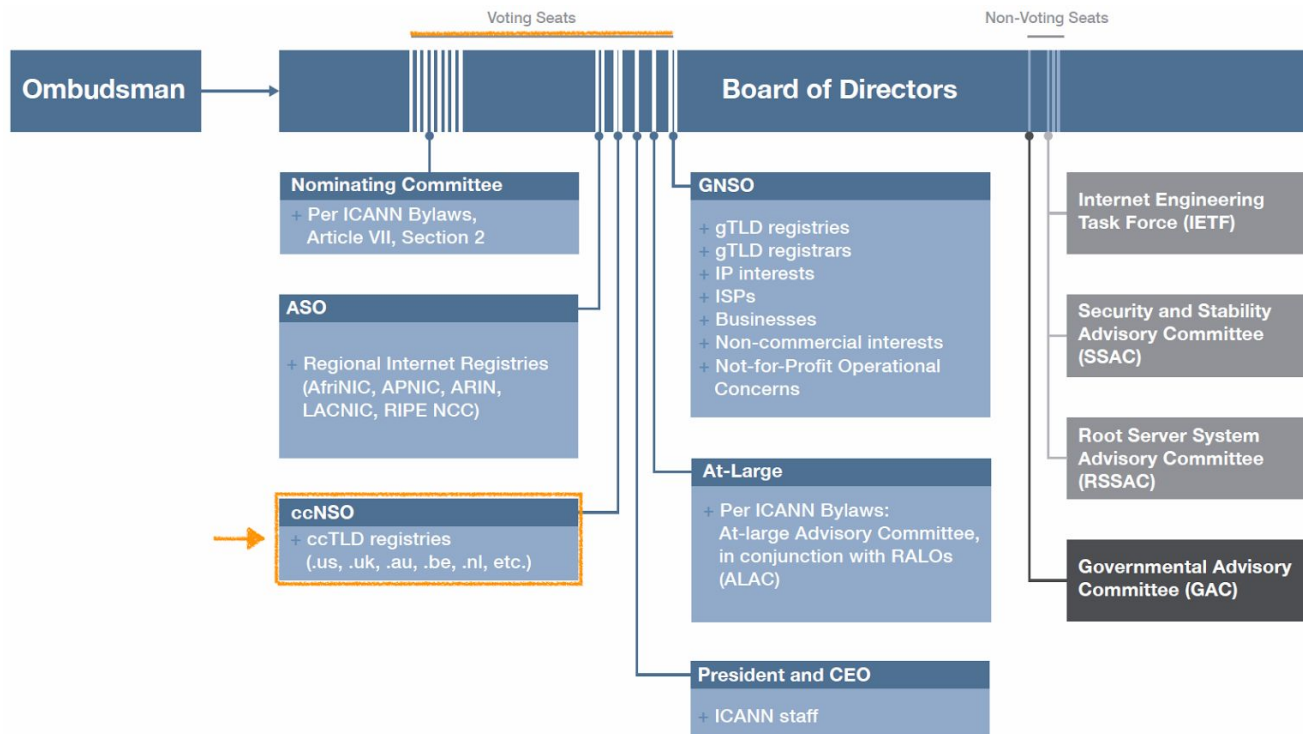 Voting Seats
Non-Voting Seats
Ombudsman
Board of Directors
Nominating Committee
+ Per ICANN Bylaws,
Article VII, Section 2
ASO
+ Regional Internet Registries
(AfriNIC, APNIC, ARIN,
LACNIC, RIPE NCC)
ccNSO
+ ccTLD registries
(.us, .uk, .au, .be, .nl, etc.)
GNSO
+ gTLD registries
+ gTLD registrars
+ IP interests
+ ISPs
+ Businesses
+ Non-commercial interests
+ Not-for-Profit Operational
Concerns
At-Large
+ Per ICANN Bylaws:
At-large Advisory Committee,
in conjunction with RALOs
(ALAC)
President and CEO
+ ICANN staff
Internet Engineering
Task Force (IETF)
Security and Stability
Advisory Committee
(SSAC)
Root Server System
Advisory Committee
(RSSAC)
Governmental Advisory
Committee (GAC)